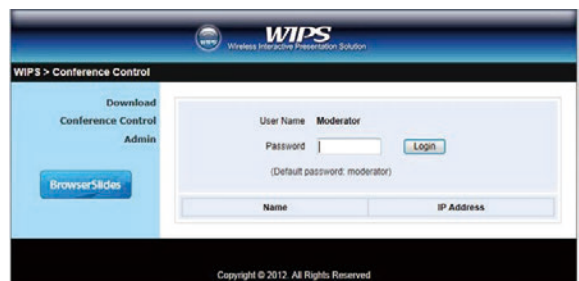 WIPS
WiPS
Wireless Interactive Presentation Solution
WIPS > Conference Control
Download
Conference Control
Admin
BrowserSlides
User Name Moderator
Password Login
(Default password: moderator)
Name IP Address
Copyright © 2012. All Rights Reserved